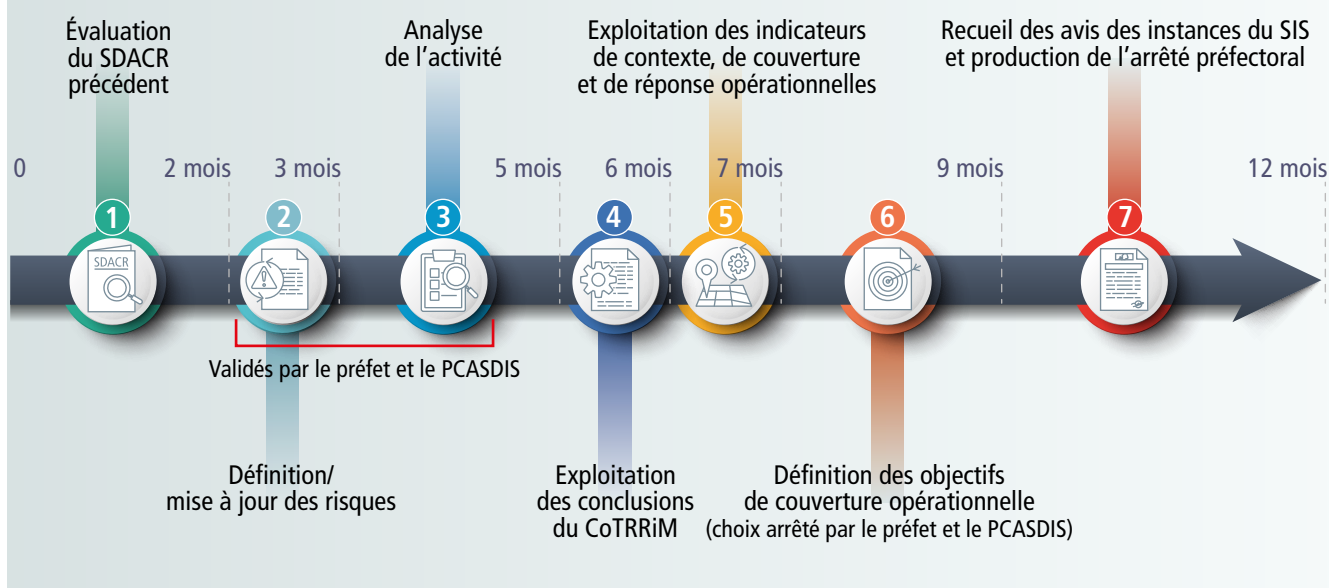 Évaluation
du SDACR
précédent
Analyse
de l'activité
Exploitation des indicateurs
de contexte, de couverture
et de réponse opérationnelles
Recueil des avis des instances du SIS
et production de l'arrêté préfectoral
0
2 mois
3 mois
5 mois
6 mois
7 mois
9 mois
12 mois
1
2
3
4
5
6
7
SDACR
Validés par le préfet et le PCASDIS
Définition/
mise à jour des risques
Exploitation
des conclusions
du CoTRRiM
Définition des objectifs
de couverture opérationnelle
(choix arrêté par le préfet et le PCASDIS)